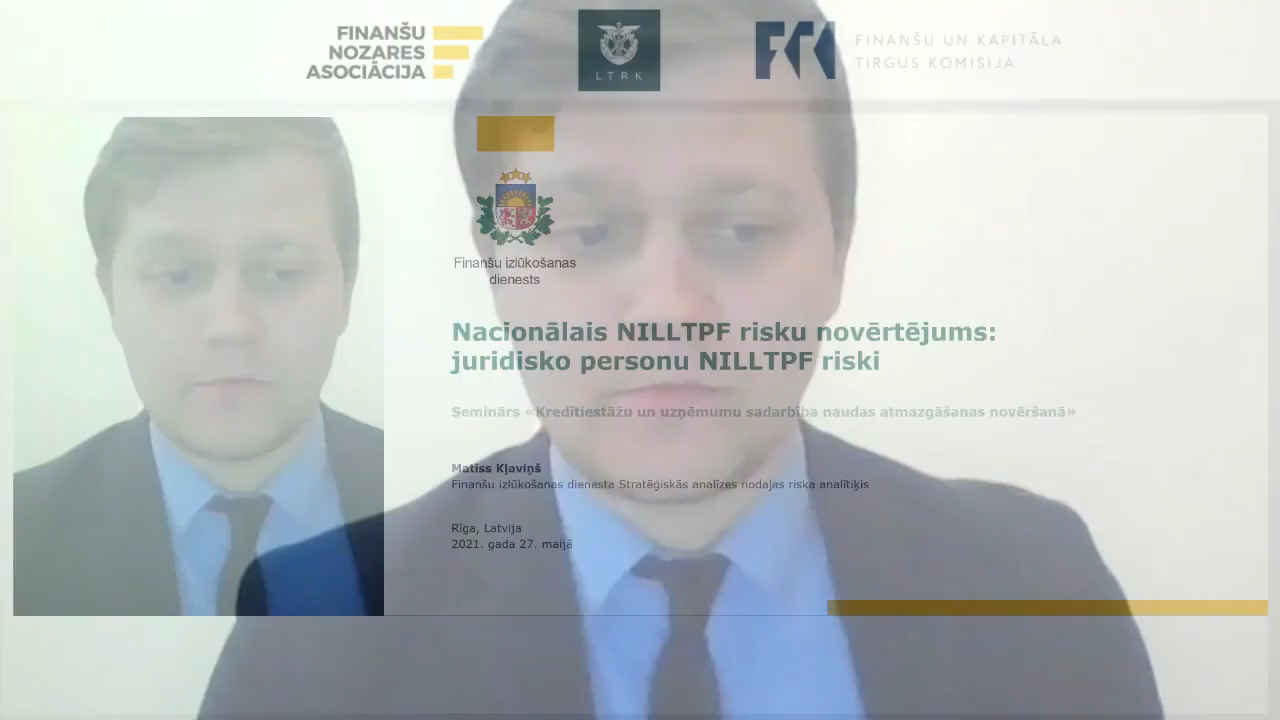 FINANŠU
NOZARES
ASOCIĀCIJA
LTRK
FINANŠU UN KAPITĀLA
TIRGUS KOMISIJA
Finanšu izlūkošanas
dienests
Nacionālais NILLTPF risku novērtējums:
juridisko personu NILLTPF riski
Seminārs «Kredītiestāžu un uzņēmumu sadarbība naudas atmazgāšanas novēršanā»
Matīss Kļaviņš
Finanšu izlūkošanas dienesta Stratēģiskās analīzes nodaļas riska analītiķis
Rīga, Latvija
2021. gada 27. maijā